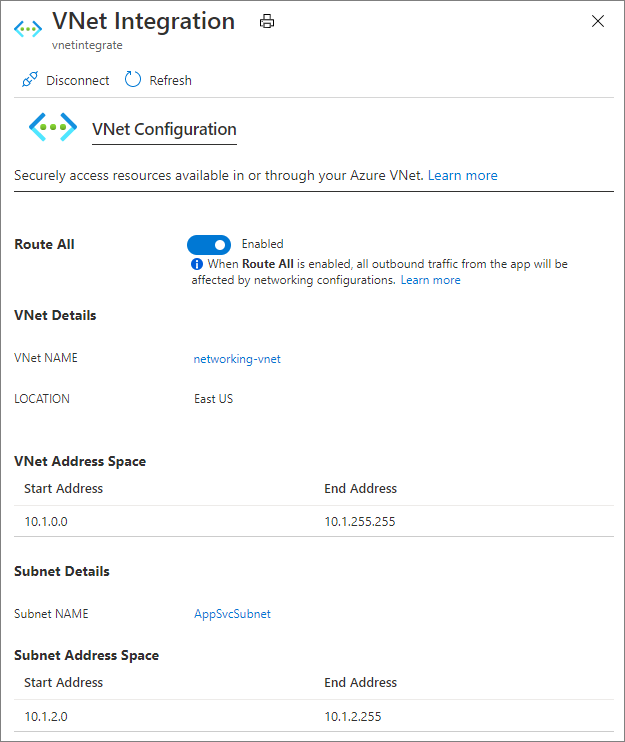 VNet Integration
vnetintegrate
Disconnect Refresh
VNet Configuration
Securely access resources available in or through your Azure VNet. Learn more
Route All Enabled
When Route All is enabled, all outbound traffic from the app will be
affected by networking configurations. Learn more
VNet Details
VNet NAME networking-vnet
LOCATION East US
VNet Address Space
Start Address End Address
10.1.0.0 10.1.255.255
Subnet Details
Subnet NAME AppSvcSubnet
Subnet Address Space
Start Address End Address
10.1.2.0 10.1.2.255